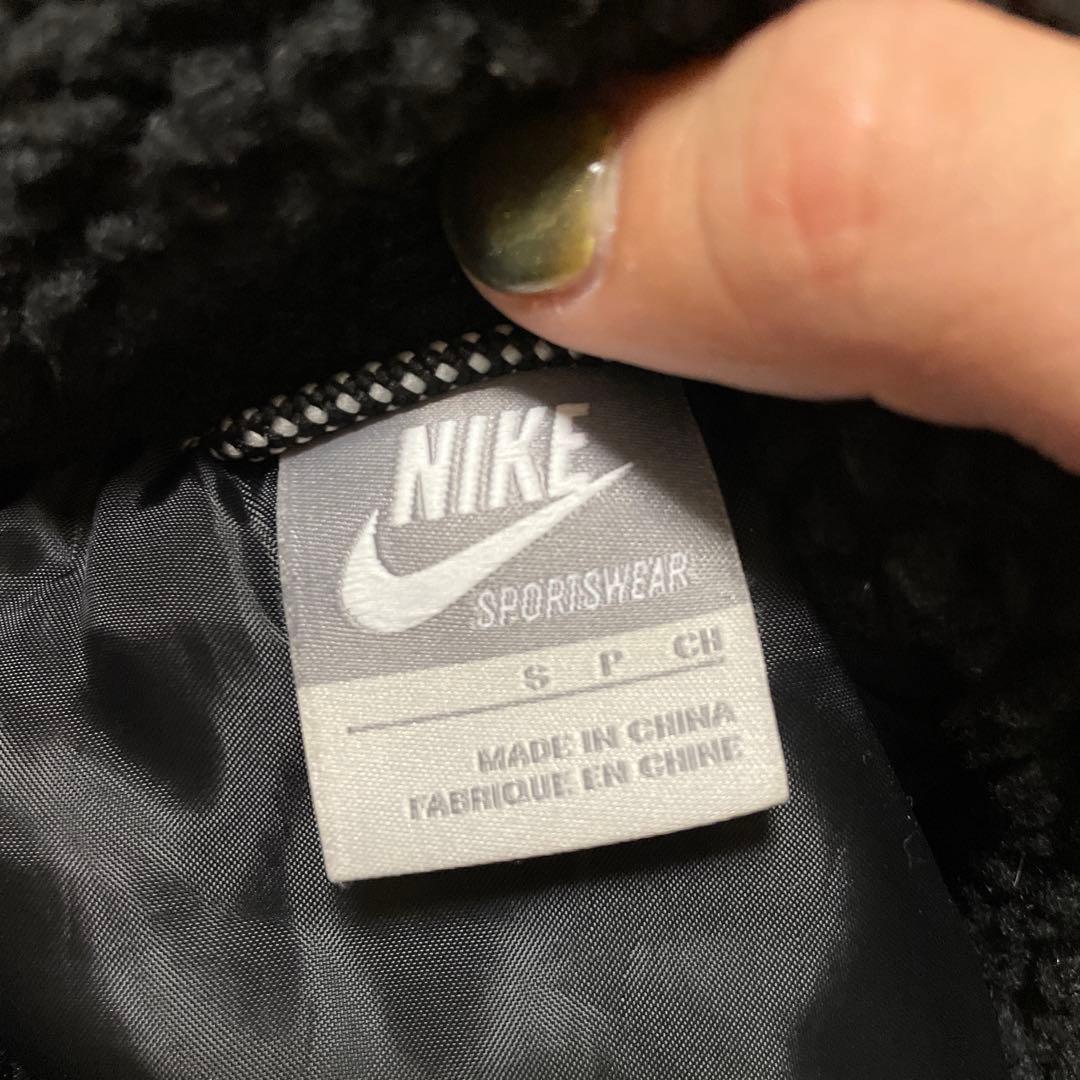 NIKE
SPORTSWEAR
S P CH
MADE IN CHINA
FABRIQUE EN CHINE